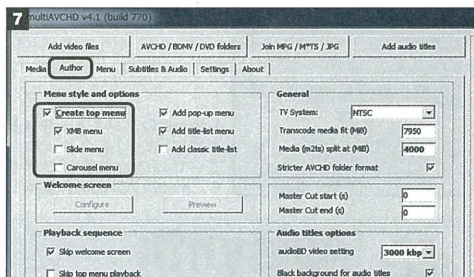 7
multiAVCHD v4.1 (build 770)
Add video files
AVCHD / BDMV / DVD folders
Join MPG / M*TS / JPG
Add audio titles
Media
Author
Menu
Subtitles & Audio
Settings
About
Menu style and options
Create top menu
XMB menu
Slide menu
Carousel menu
Add pop-up menu
Add title-list menu
Add classic title-list
General
TV System: NTSC
Transcode media fit (MiB) 7950
Media (m2ts) split at (MiB) 4000
Stricter AVCHD folder format
Welcome screen
Configure
Preview
Master Cut start (s) 0
Master Cut end (s) 0
Playback sequence
Skip welcome screen
Skip top menu playback
Audio titles options
audioBD video setting 3000 kbp
Black background for audio titles